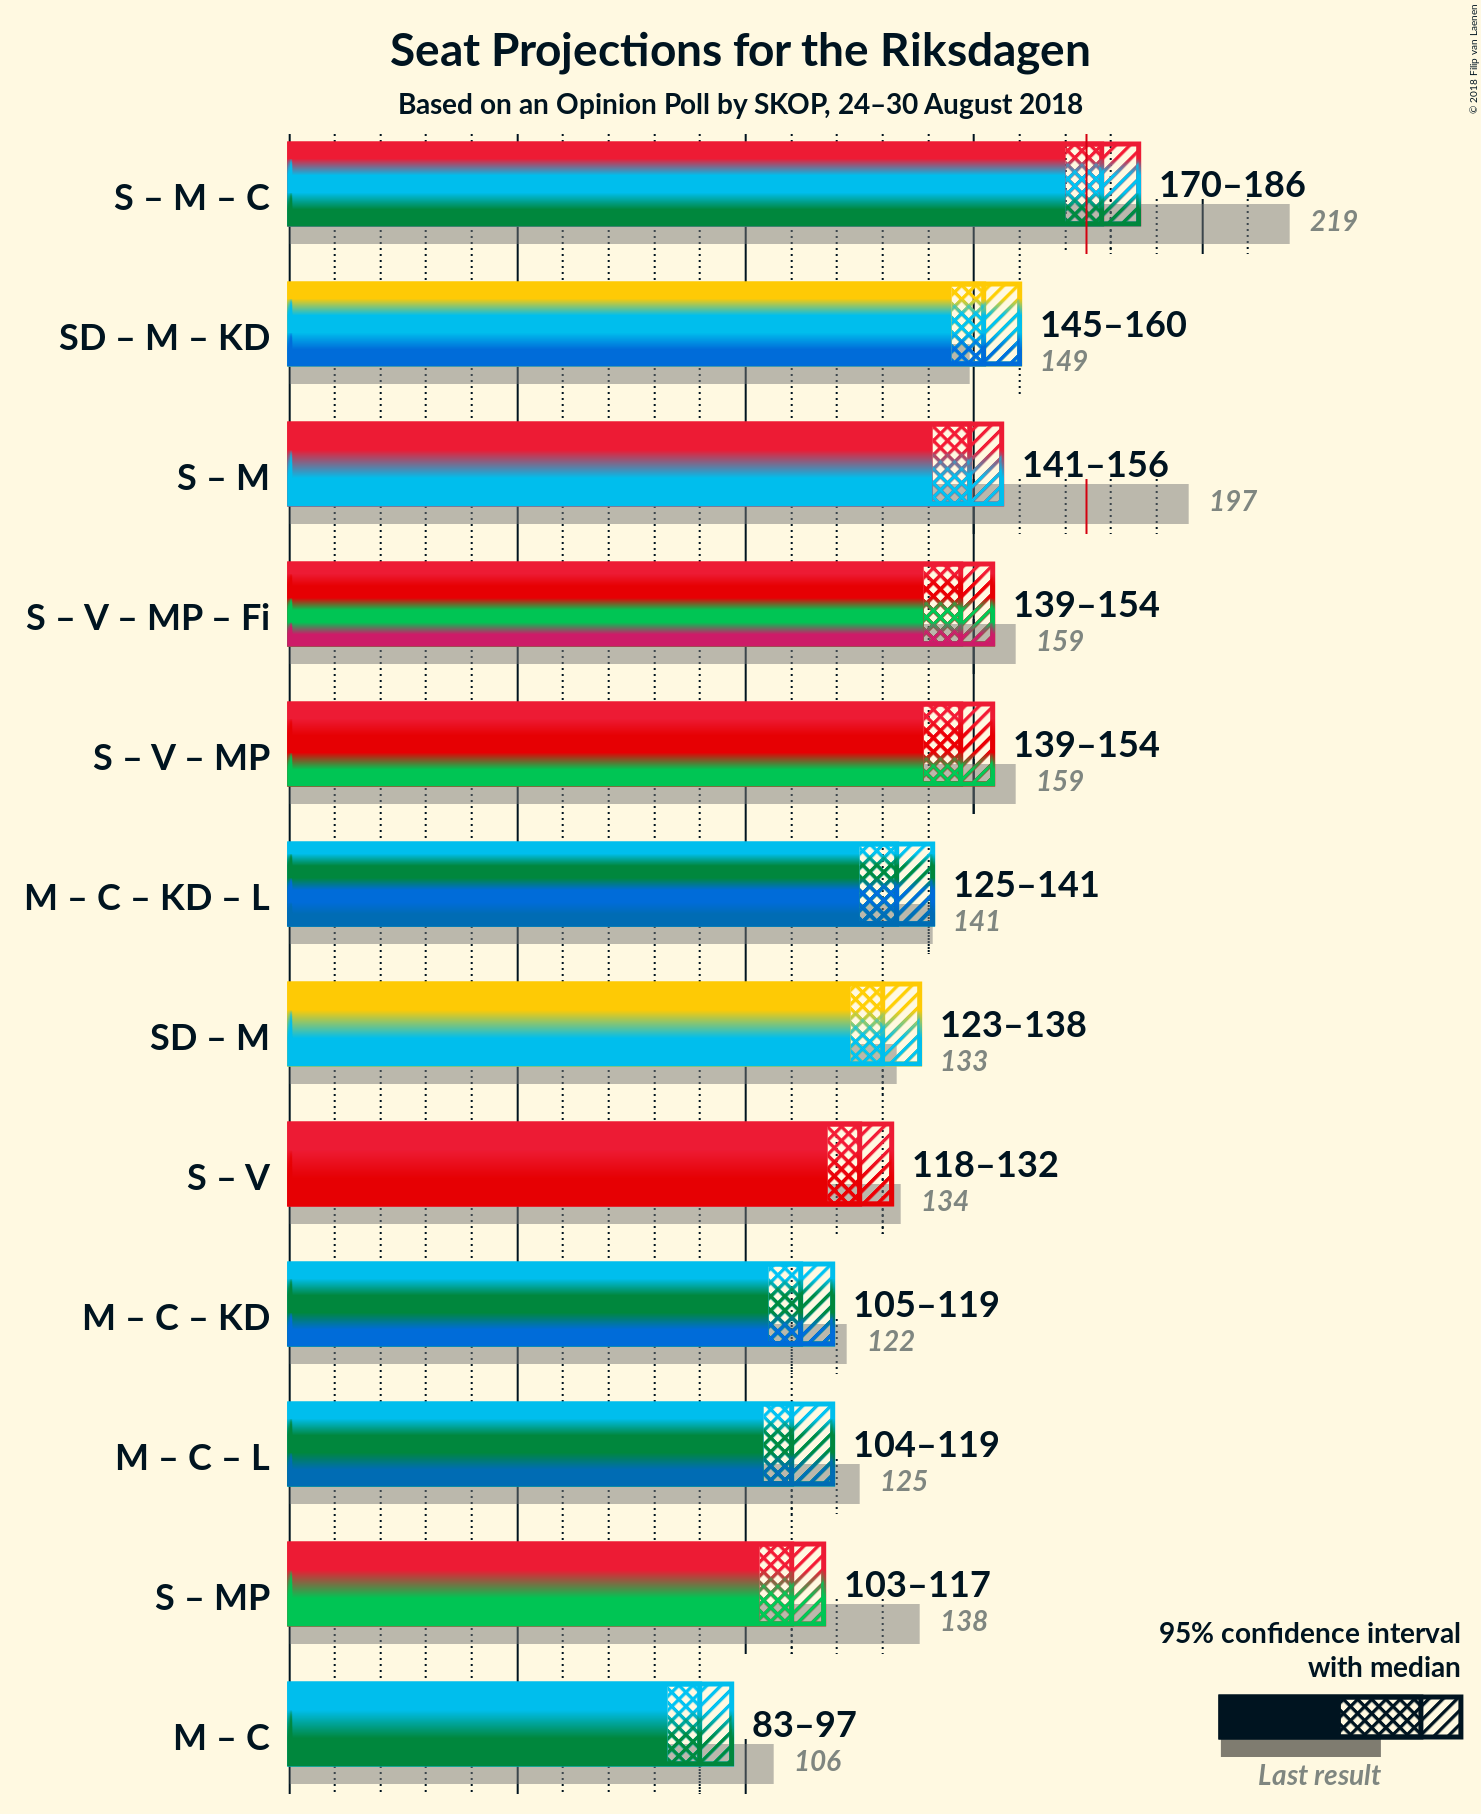 © 2018 Filip van Laenen
Seat Projections for the Riksdagen
Based on an Opinion Poll by SKOP, 24–30 August 2018
S – M – C
170–186
219
SD – M – KD
145–160
149
S – M
141–156
197
S – V – MP – Fi
139–154
159
S – V – MP
139–154
159
M – C – KD – L
125–141
141
SD – M
123–138
133
S – V
118–132
134
M – C – KD
105–119
122
M – C – L
104–119
125
S – MP
103–117
138
M – C
83–97
106
95% confidence interval
with median
Last result